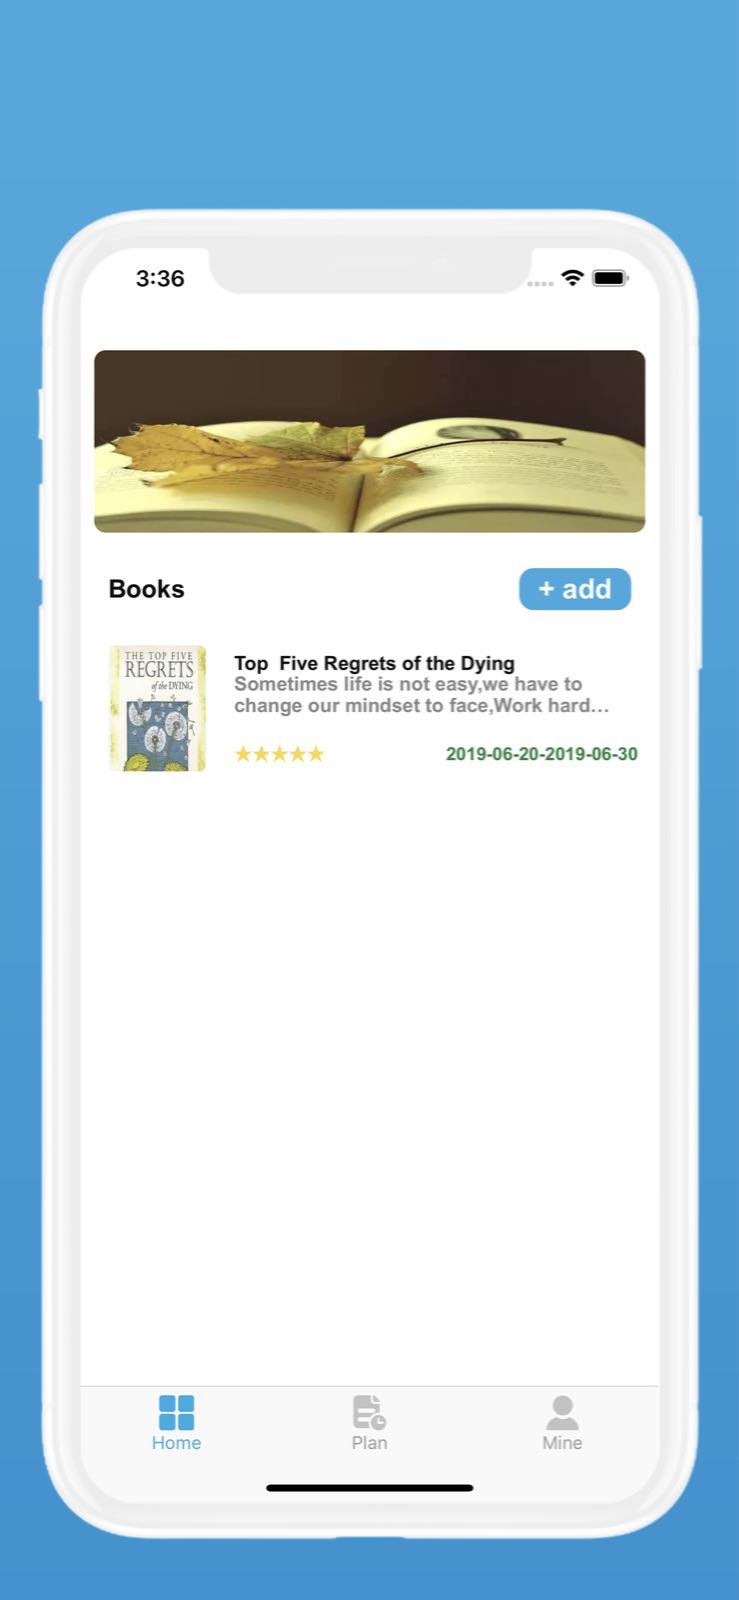 3:36
Books
+ add
THE TOP FIVE
REGRETS
of the DYING
Top  Five Regrets of the Dying
Sometimes life is not easy,we have to
change our mindset to face,Work hard...
★★★★★
2019-06-20-2019-06-30
Home
Plan
Mine